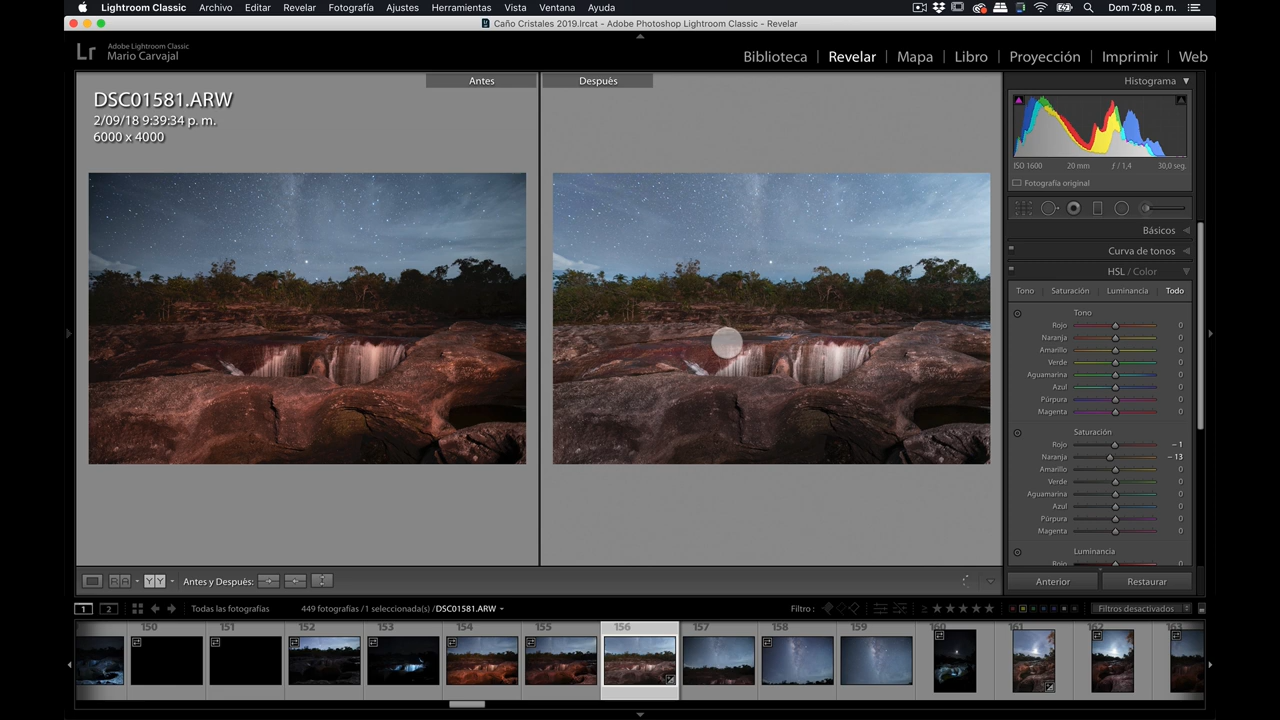 Lightroom Classic Archivo Editar Revelar Fotografía Ajustes Herramientas Vista Ventana Ayuda Dom 7:08 p. m.
Caño Cristales 2019.lrcat - Adobe Photoshop Lightroom Classic - Revelar
Lr Adobe Lightroom Classic
Mario Carvajal
Biblioteca | Revelar | Mapa | Libro | Proyección | Imprimir | Web
Antes Después
Histograma
DSC01581.ARW
2/09/18 9:39:34 p. m.
6000 x 4000
ISO 1600 20 mm ƒ / 1,4 30,0 seg.
Fotografía original
Básicos
Curva de tonos
HSL / Color
Tono Saturación Luminancia Todo
Tono
Rojo 0
Naranja 0
Amarillo 0
Verde 0
Aguamarina 0
Azul 0
Púrpura 0
Magenta 0
Saturación
Rojo – 1
Naranja – 13
Amarillo 0
Verde 0
Aguamarina 0
Azul 0
Púrpura 0
Magenta 0
Luminancia
Rojo 0
R A Y Y Antes y Después:
Anterior Restaurar
1 2 Todas las fotografías 449 fotografías / 1 seleccionada(s) / DSC01581.ARW Filtro : Filtros desactivados
150 151 152 153 154 155 156 157 158 159 160 161 162 163